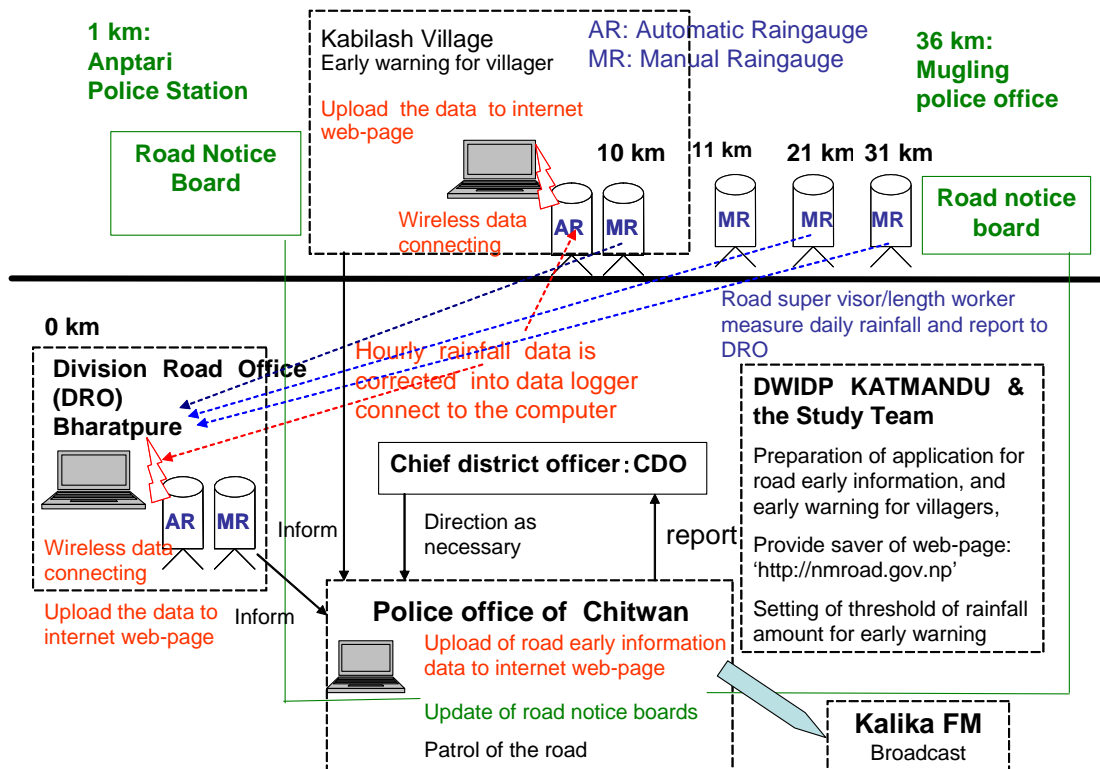 1 km:
Anptari
Police Station
Road Notice
Board
Kabilash Village
Early warning for villager
Upload the data to internet
web-page
Wireless data
connecting
AR: Automatic Raingauge
MR: Manual Raingauge
36 km:
Mugling
police office
10 km
11 km
21 km
31 km
AR
MR
MR
MR
MR
Road notice
board
Road super visor/length worker
measure daily rainfall and report to
DRO
0 km
Division Road Office
(DRO)
Bharatpure
AR
MR
Wireless data
connecting
Upload the data to
internet web-page
Hourly rainfall data is
corrected into data logger
connect to the computer
Chief district officer:CDO
Inform
Direction as
necessary
report
Inform
DWIDP KATMANDU &
the Study Team
Preparation of application for
road early information, and
early warning for villagers,
Provide saver of web-page:
'http://nmroad.gov.np'
Setting of threshold of rainfall
amount for early warning
Police office of Chitwan
Upload of road early information
data to internet web-page
Update of road notice boards
Patrol of the road
Kalika FM
Broadcast